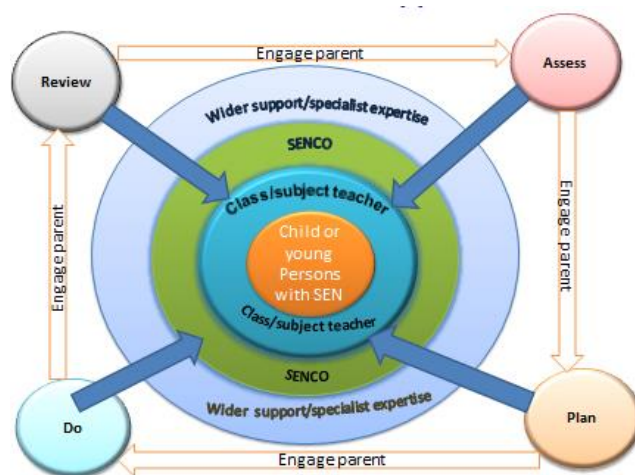 Engage parent
Review
Assess
Wider support/specialist expertise
SENCO
Class/subject teacher
Engage parent
Child or
young
Persons
with SEN
Engage parent
Class/subject teacher
SENCO
Wider support/specialist expertise
Do
Plan
Engage parent